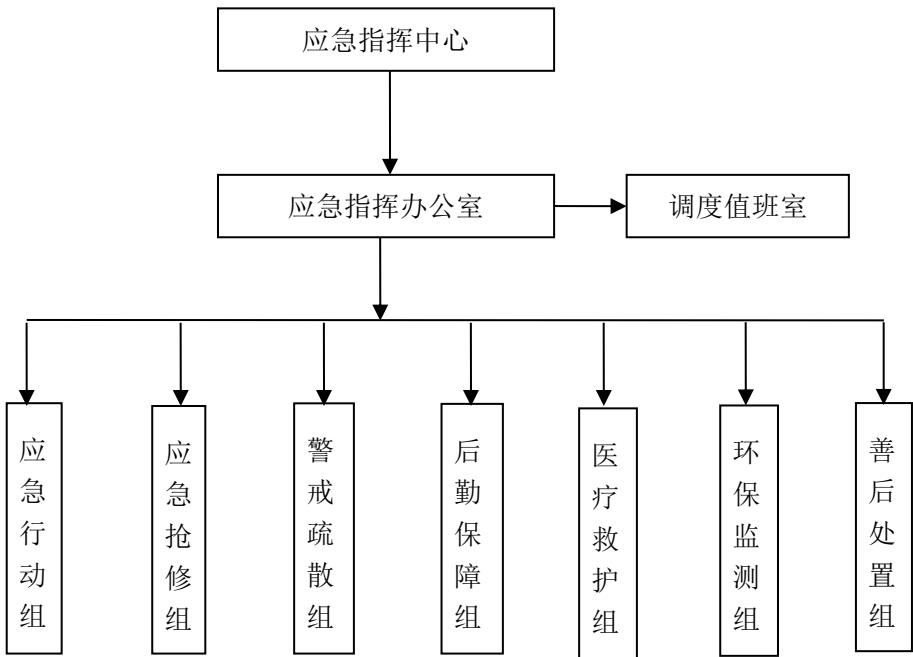 应急指挥中心
应急指挥办公室
调度值班室
应急行动组
应急抢修组
警戒疏散组
后勤保障组
医疗救护组
环保监测组
善后处置组